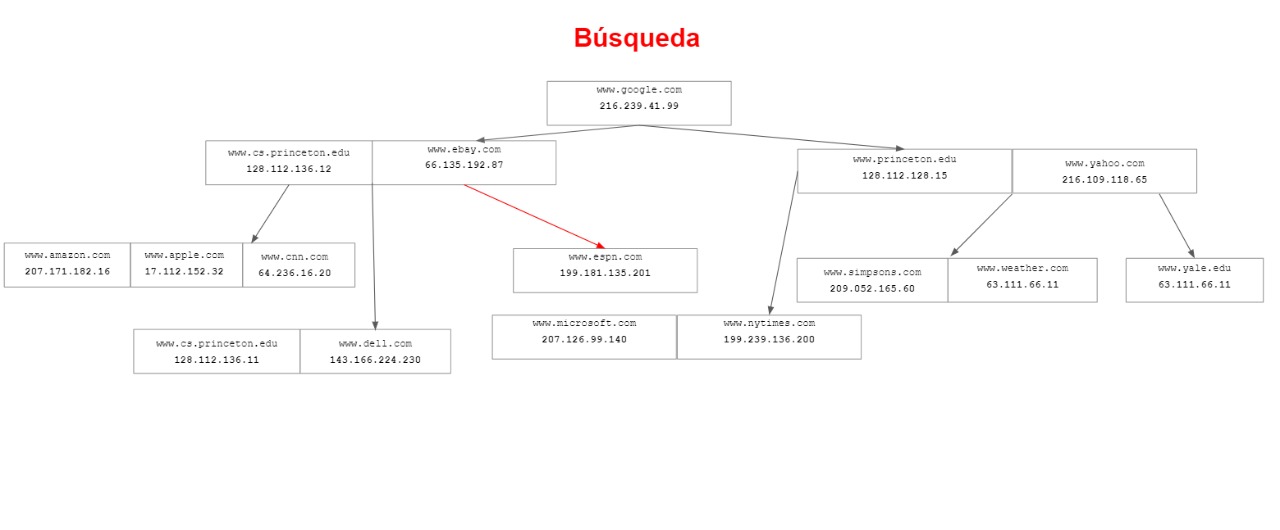 Búsqueda
www.google.com
216.239.41.99
www.cs.princeton.edu
128.112.136.12
www.ebay.com
66.135.192.87
www.princeton.edu
128.112.128.15
www.yahoo.com
216.109.118.65
www.amazon.com
207.171.182.16
www.apple.com
17.112.152.32
www.cnn.com
64.236.16.20
www.espn.com
199.181.135.201
www.simpsons.com
209.052.165.60
www.weather.com
63.111.66.11
www.yale.edu
63.111.66.11
www.cs.princeton.edu
128.112.136.11
www.dell.com
143.166.224.230
www.microsoft.com
207.126.99.140
www.nytimes.com
199.239.136.200